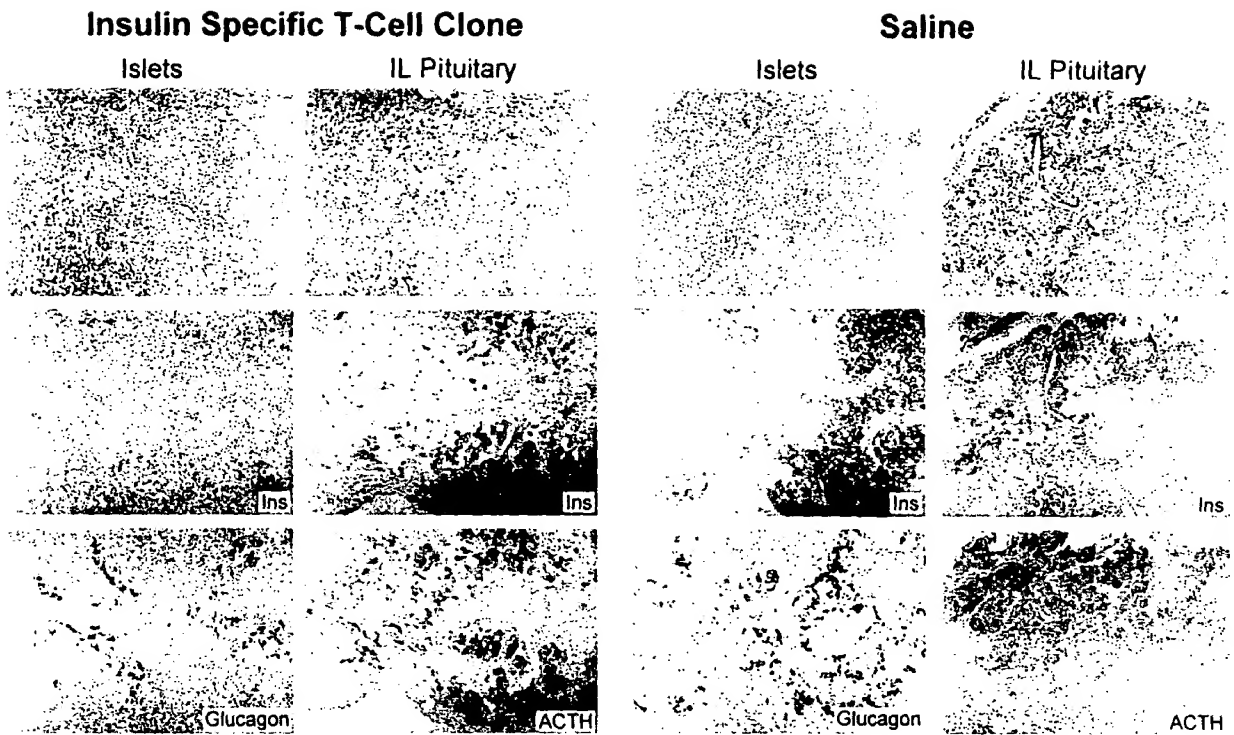 Insulin Specific T-Cell Clone
Saline
Islets
IL Pituitary
Islets
IL Pituitary
Ins
Ins
Ins
Ins
Glucagon
ACTH
Glucagon
ACTH